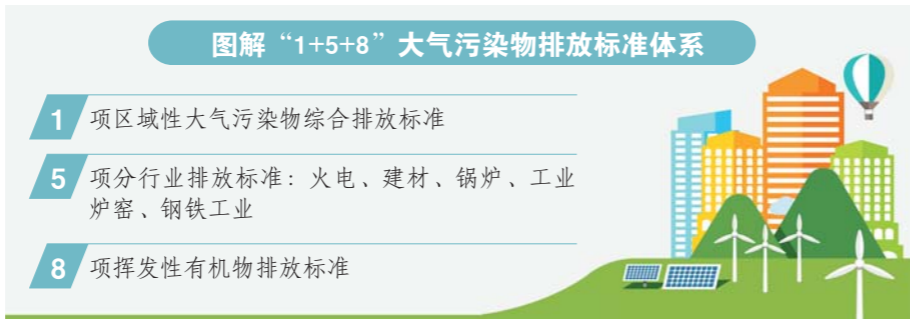 图解“1+5+8”大气污染物排放标准体系
1 项区域性大气污染物综合排放标准
5 项分行业排放标准：火电、建材、锅炉、工业
炉窑、钢铁工业
8 项挥发性有机物排放标准